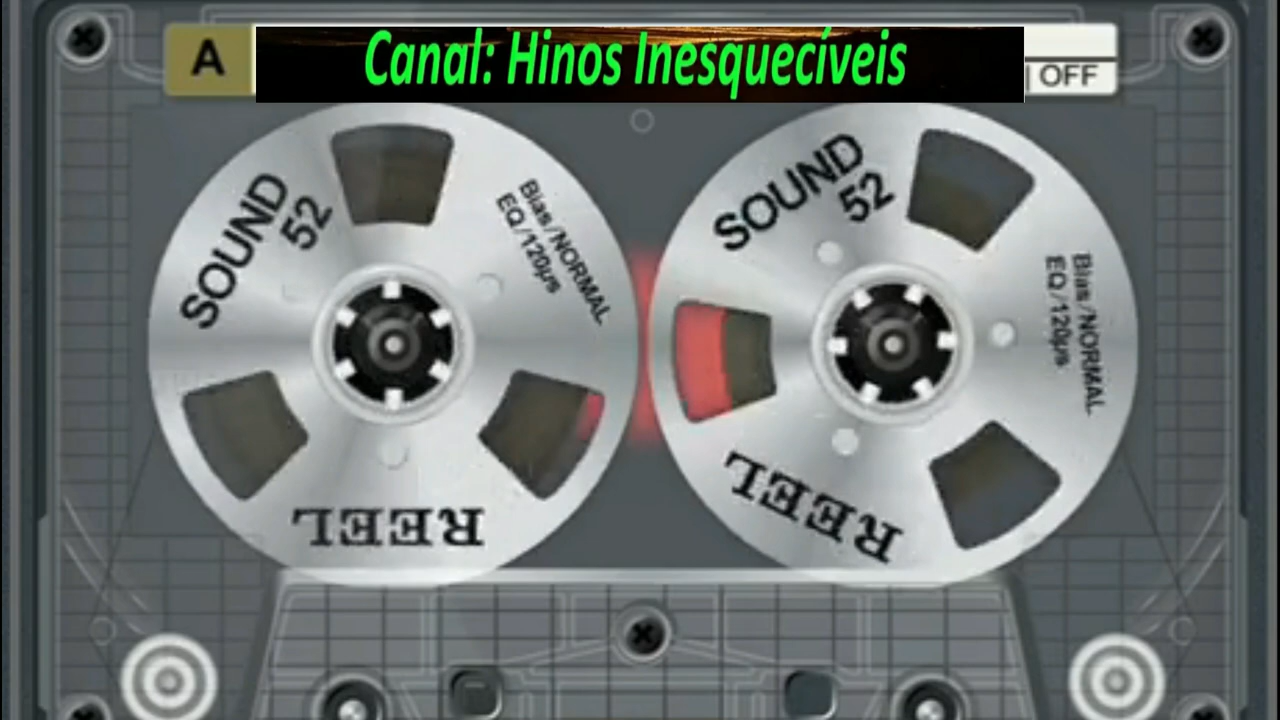 A
Canal: Hinos Inesquecíveis
| OFF
SOUND
52
Bias/NORMAL
EQ/120µs
REEL
SOUND
52
Bias/NORMAL
EQ/120µs
REEL